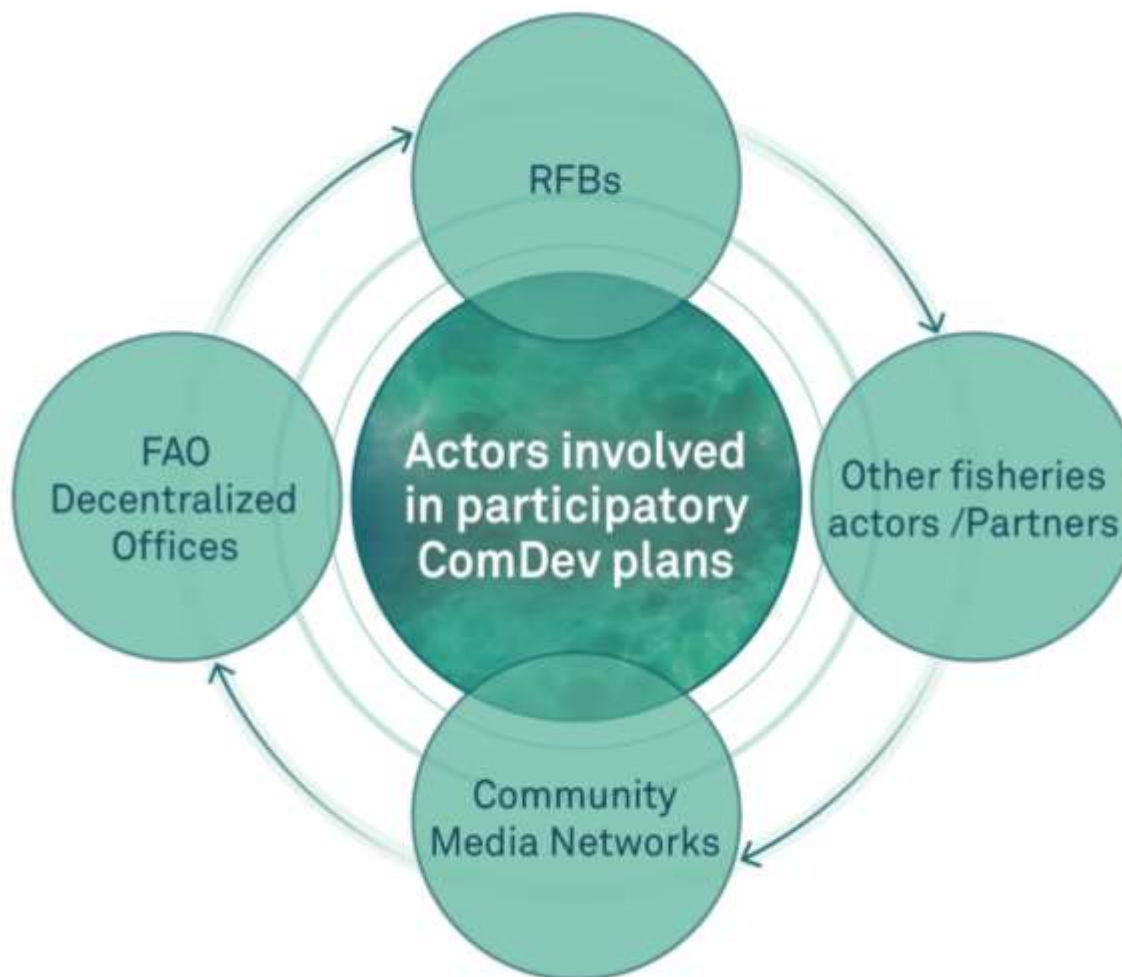 RFBs
FAO
Decentralized
Offices
Actors involved
in participatory
ComDev plans
Other fisheries
actors /Partners
Community
Media Networks